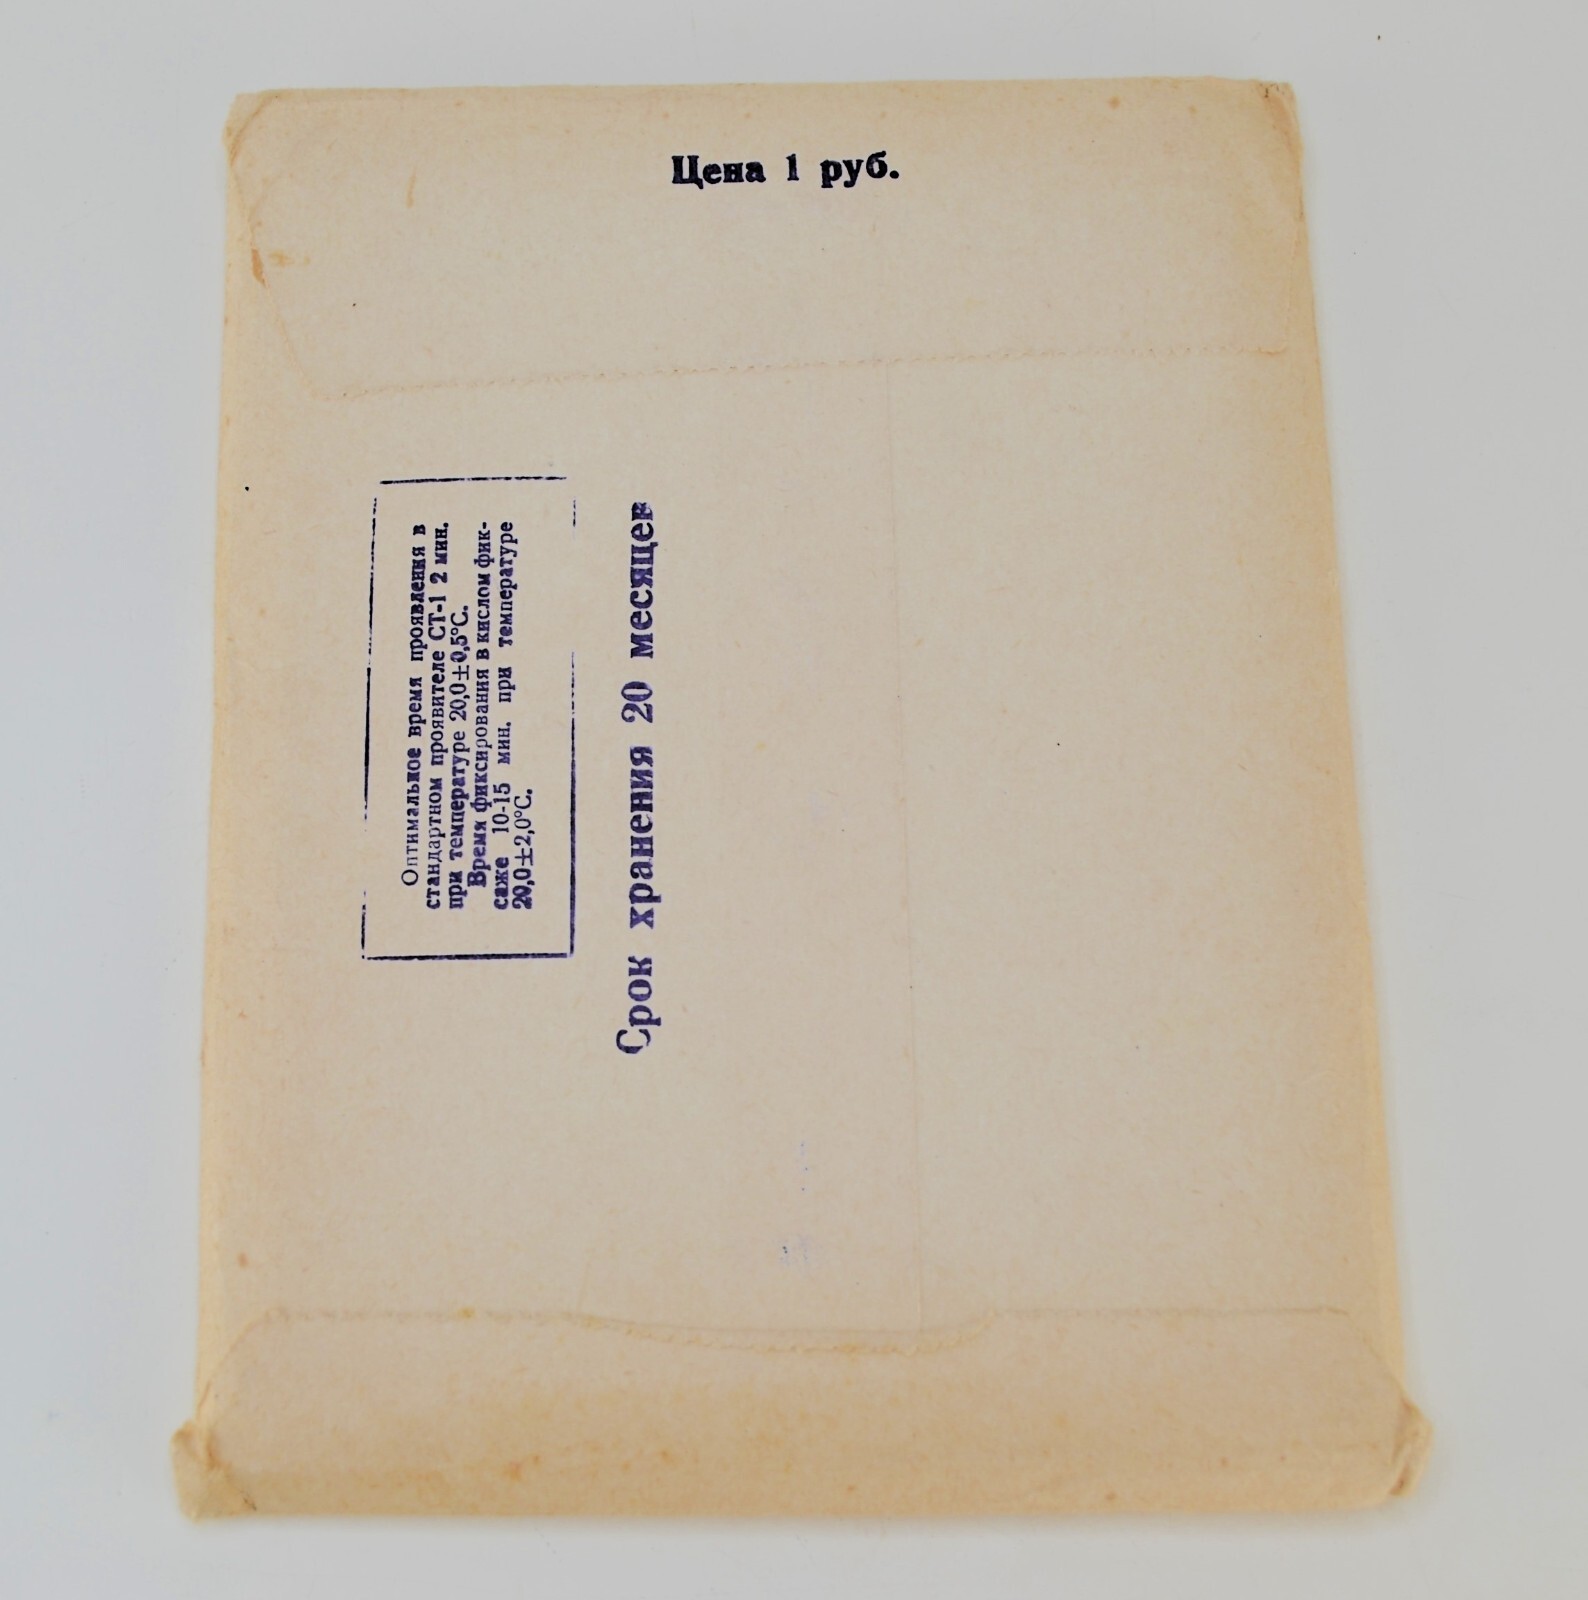 Цена 1 руб.
Оптимальное время проявления в
стандартном проявителе СТ-1 2 мин.
при температуре 20,0±0,5°С.
Время фиксирования в кислом фик-
саже 10-15 мин. при температуре
20,0±2,0°С.
Срок хранения 20 месяцев